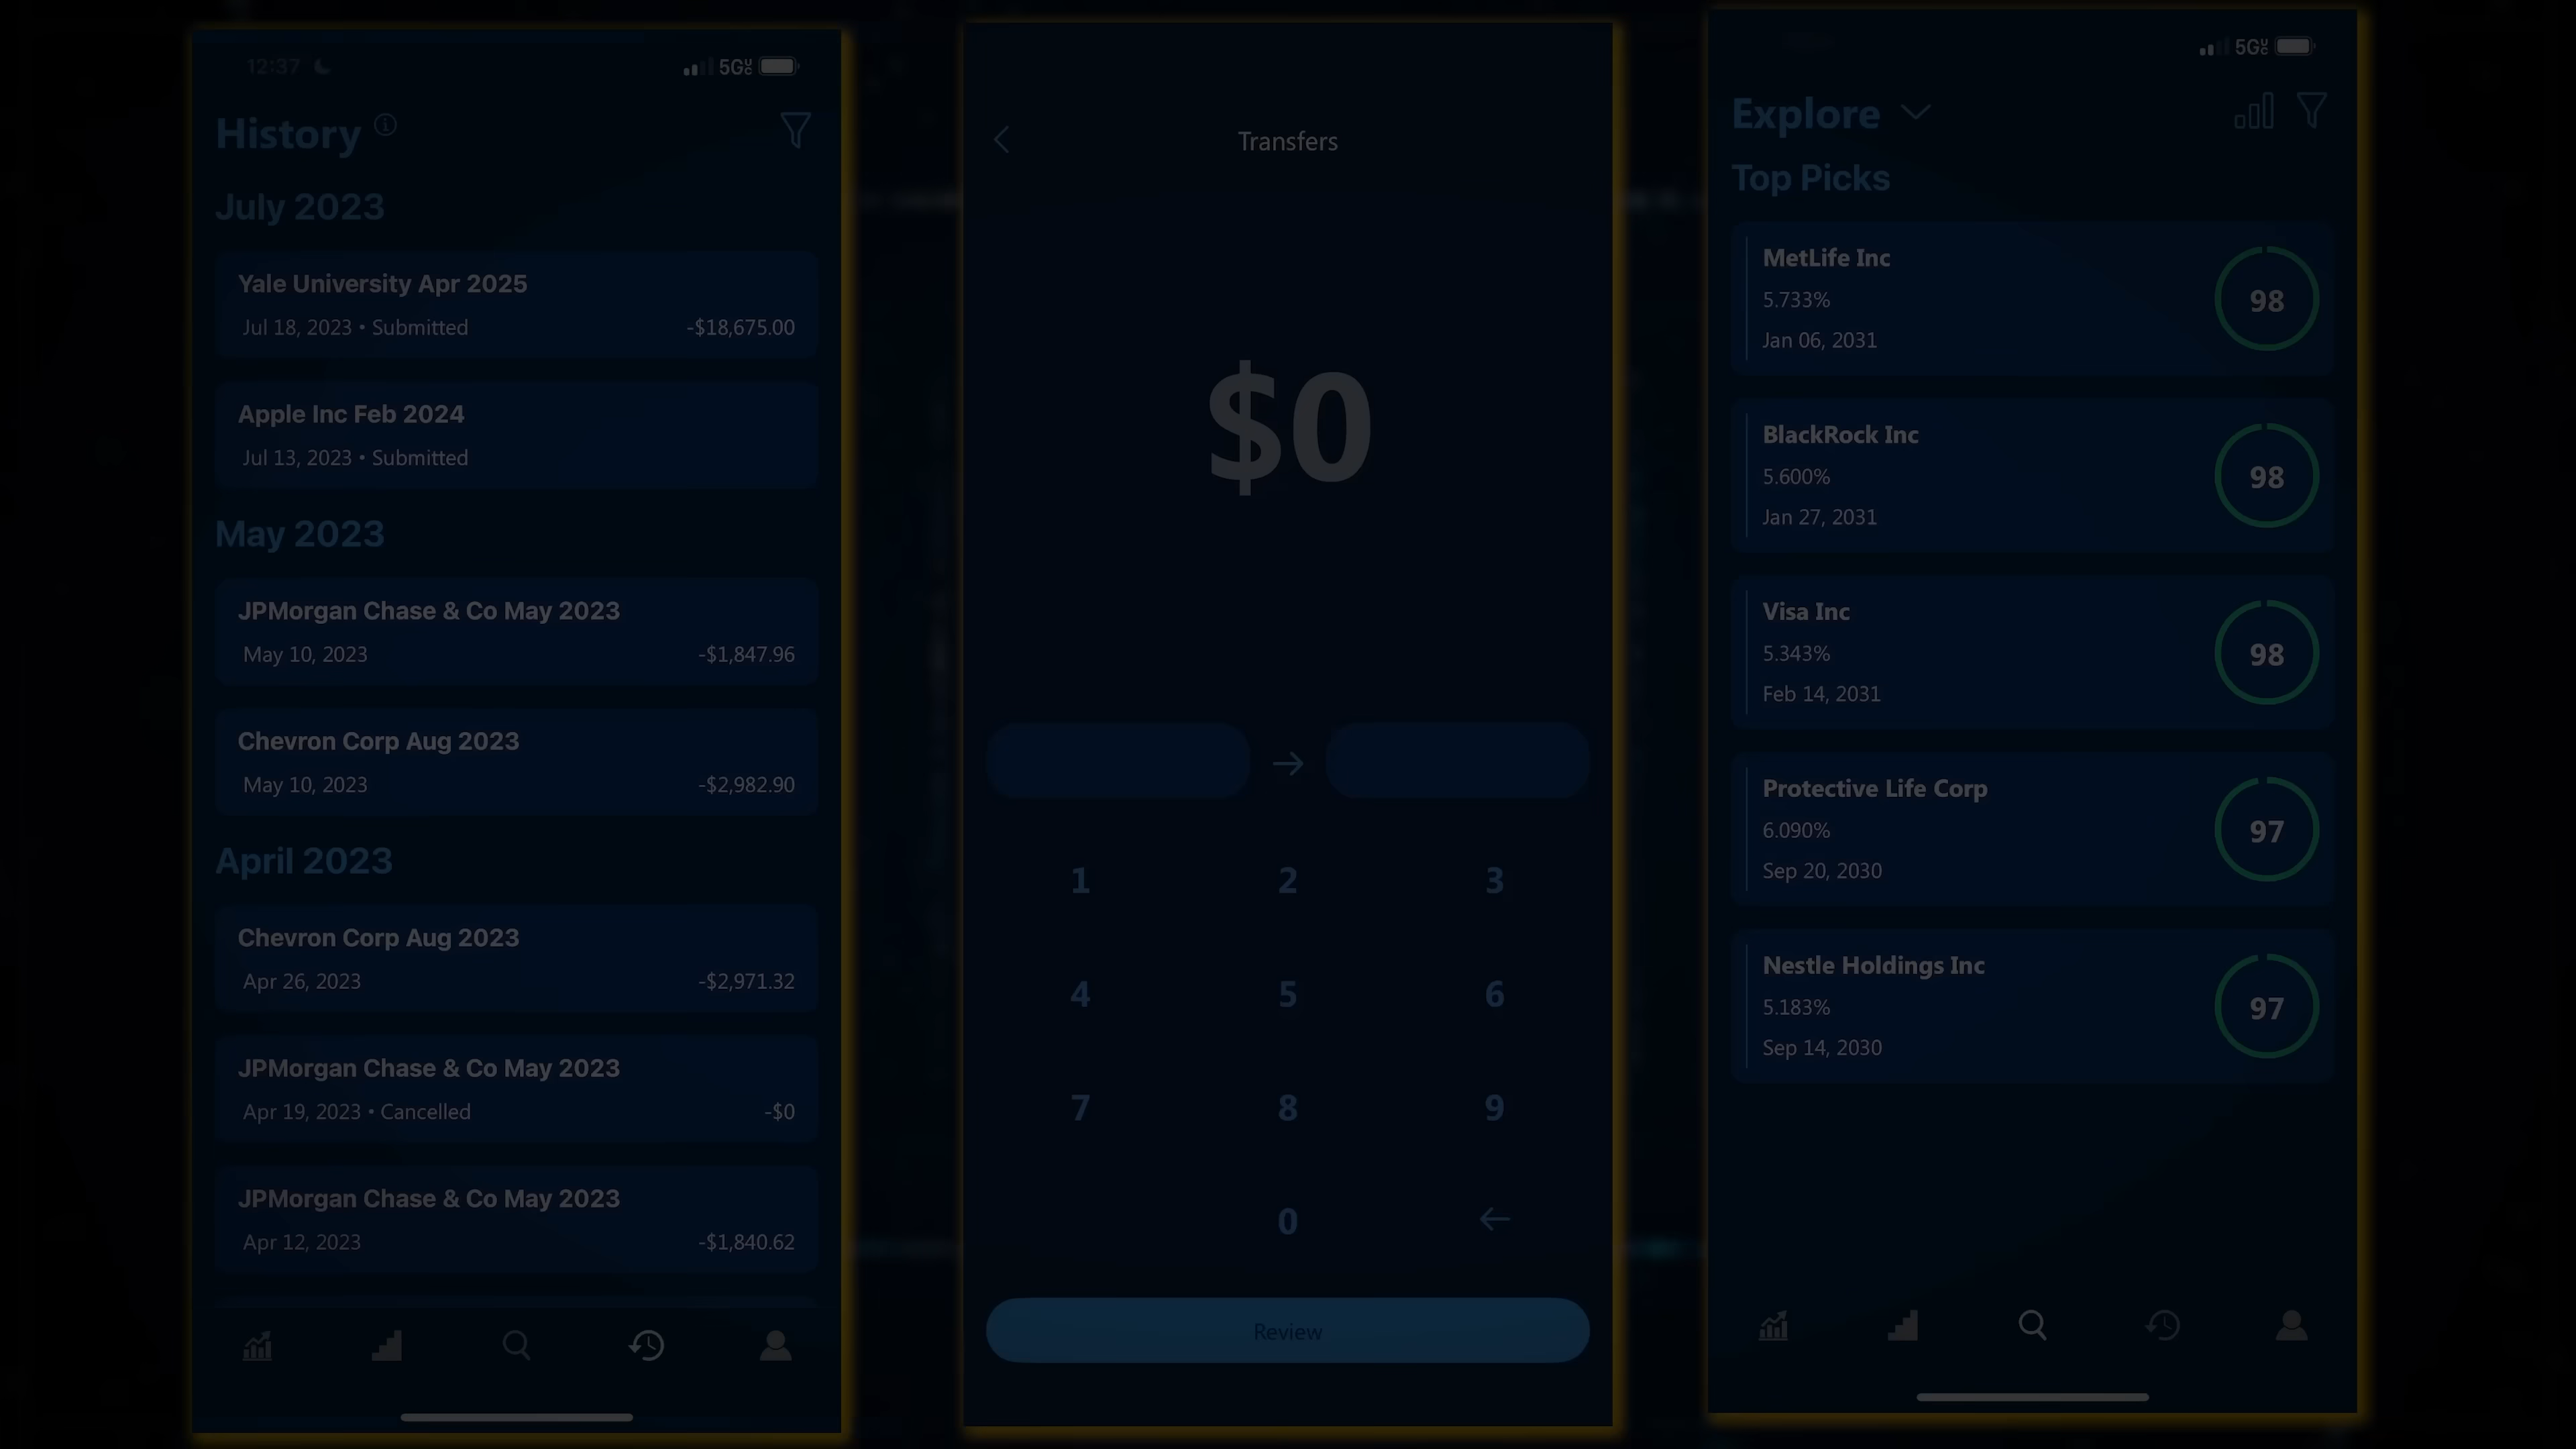 12:37
5GUC
History
July 2023
Yale University Apr 2025
Jul 18, 2023 • Submitted
-$18,675.00
Apple Inc Feb 2024
Jul 13, 2023 • Submitted
May 2023
JPMorgan Chase & Co May 2023
May 10, 2023
-$1,847.96
Chevron Corp Aug 2023
May 10, 2023
-$2,982.90
April 2023
Chevron Corp Aug 2023
Apr 26, 2023
-$2,971.32
JPMorgan Chase & Co May 2023
Apr 19, 2023 • Cancelled
-$0
JPMorgan Chase & Co May 2023
Apr 12, 2023
-$1,840.62
Transfers
$0
1 2 3
4 5 6
7 8 9
0
Review
5GUC
Explore
Top Picks
MetLife Inc
5.733%
Jan 06, 2031
98
BlackRock Inc
5.600%
Jan 27, 2031
98
Visa Inc
5.343%
Feb 14, 2031
98
Protective Life Corp
6.090%
Sep 20, 2030
97
Nestle Holdings Inc
5.183%
Sep 14, 2030
97